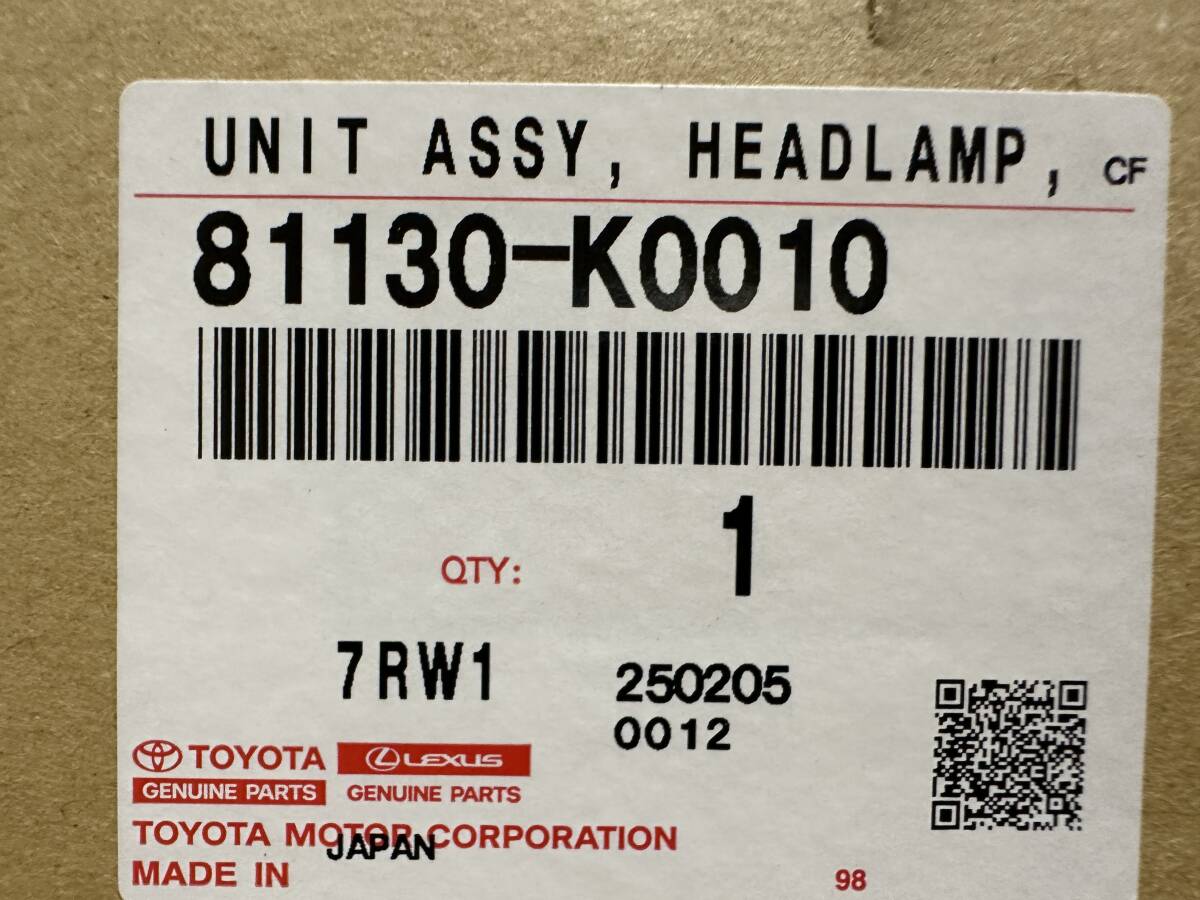 UNIT ASSY, HEADLAMP, CF
81130-K0010
QTY: 1
7RW1 250205
0012
TOYOTA LEXUS
GENUINE PARTS GENUINE PARTS
TOYOTA MOTOR CORPORATION
MADE IN JAPAN
98